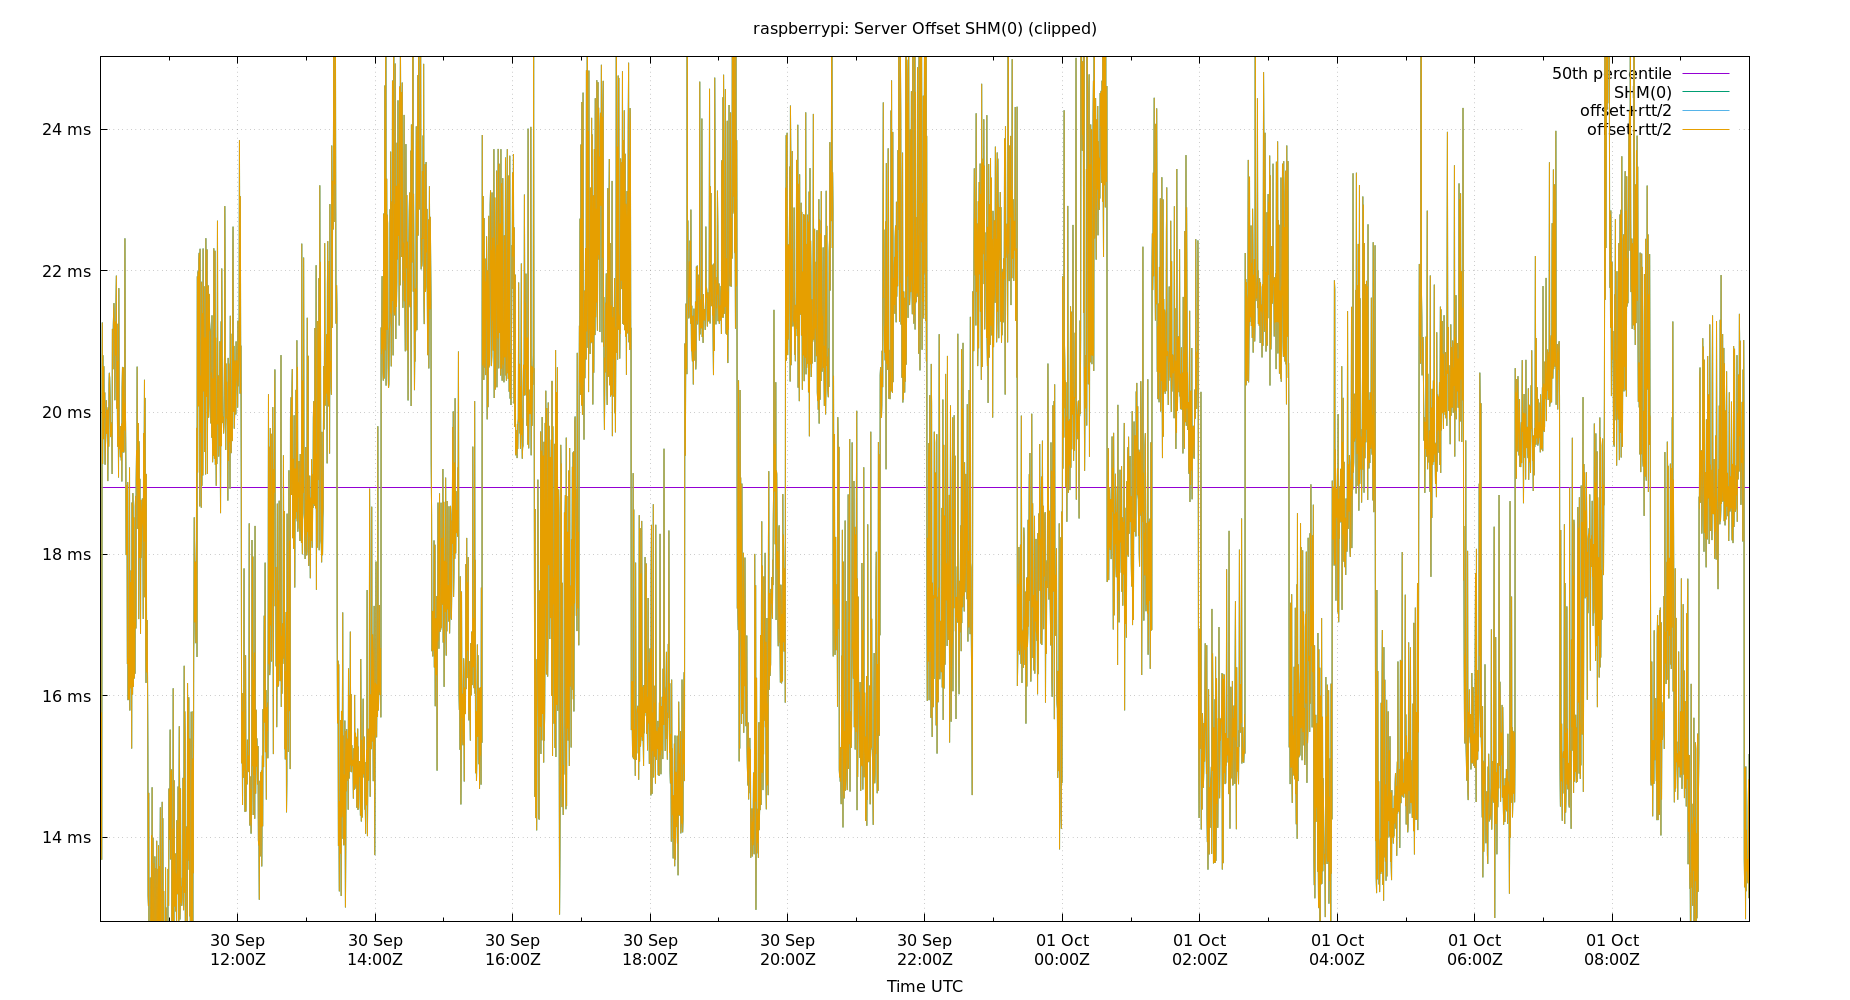 raspberrypi: Server Offset SHM(0) (clipped)
50th percentile
SHM(0)
offset+rtt/2
offset-rtt/2
24 ms
22 ms
20 ms
18 ms
16 ms
14 ms
30 Sep 30 Sep 30 Sep 30 Sep 30 Sep 30 Sep 01 Oct 01 Oct 01 Oct 01 Oct 01 Oct
12:00Z 14:00Z 16:00Z 18:00Z 20:00Z 22:00Z 00:00Z 02:00Z 04:00Z 06:00Z 08:00Z
Time UTC